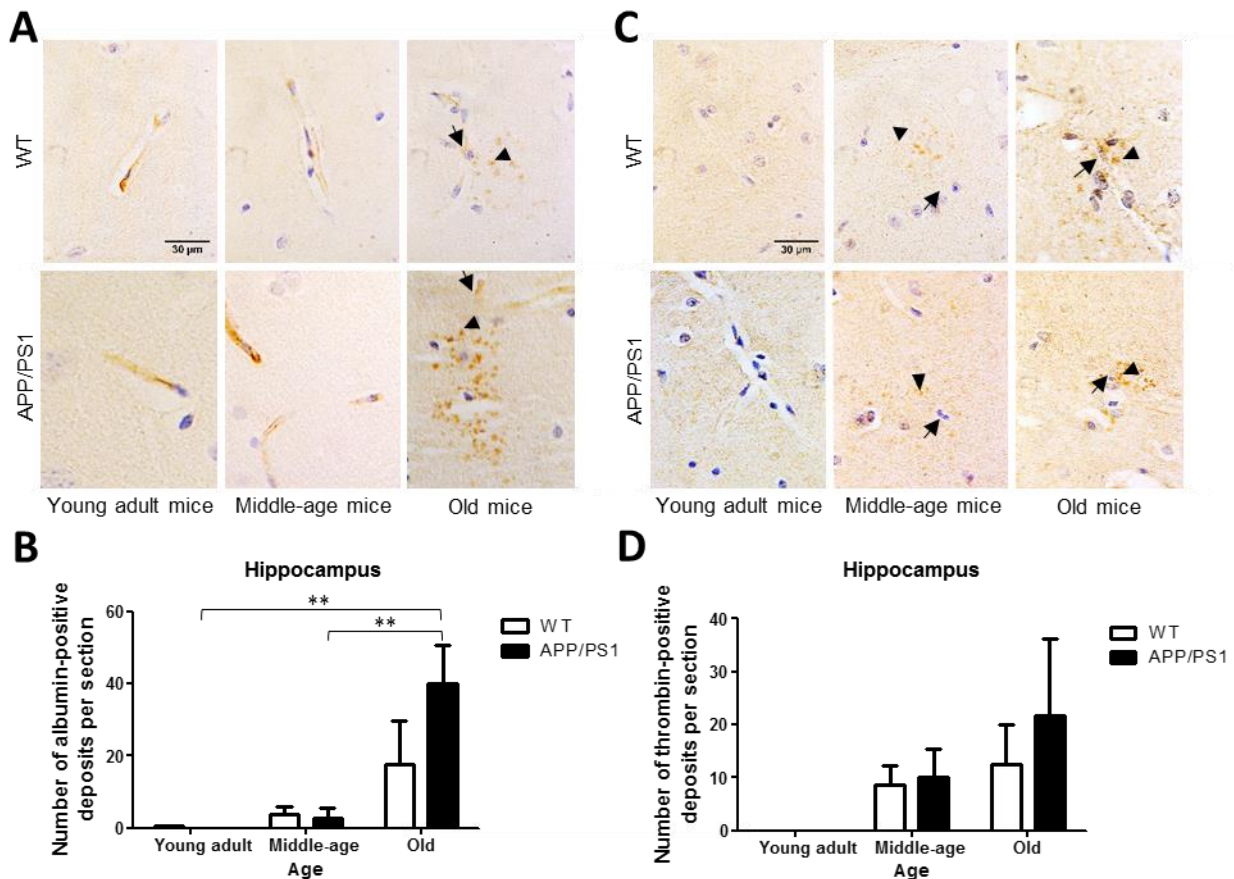 A
WT
30 µm
APP/PS1
Young adult mice
Middle-age mice
Old mice
C
WT
30 µm
APP/PS1
Young adult mice
Middle-age mice
Old mice
B
Hippocampus
Number of albumin-positive
deposits per section
60
40
20
0
**
**
WT
APP/PS1
Young adult
Middle-age
Old
Age
D
Hippocampus
Number of thrombin-positive
deposits per section
40
30
20
10
0
WT
APP/PS1
Young adult
Middle-age
Old
Age